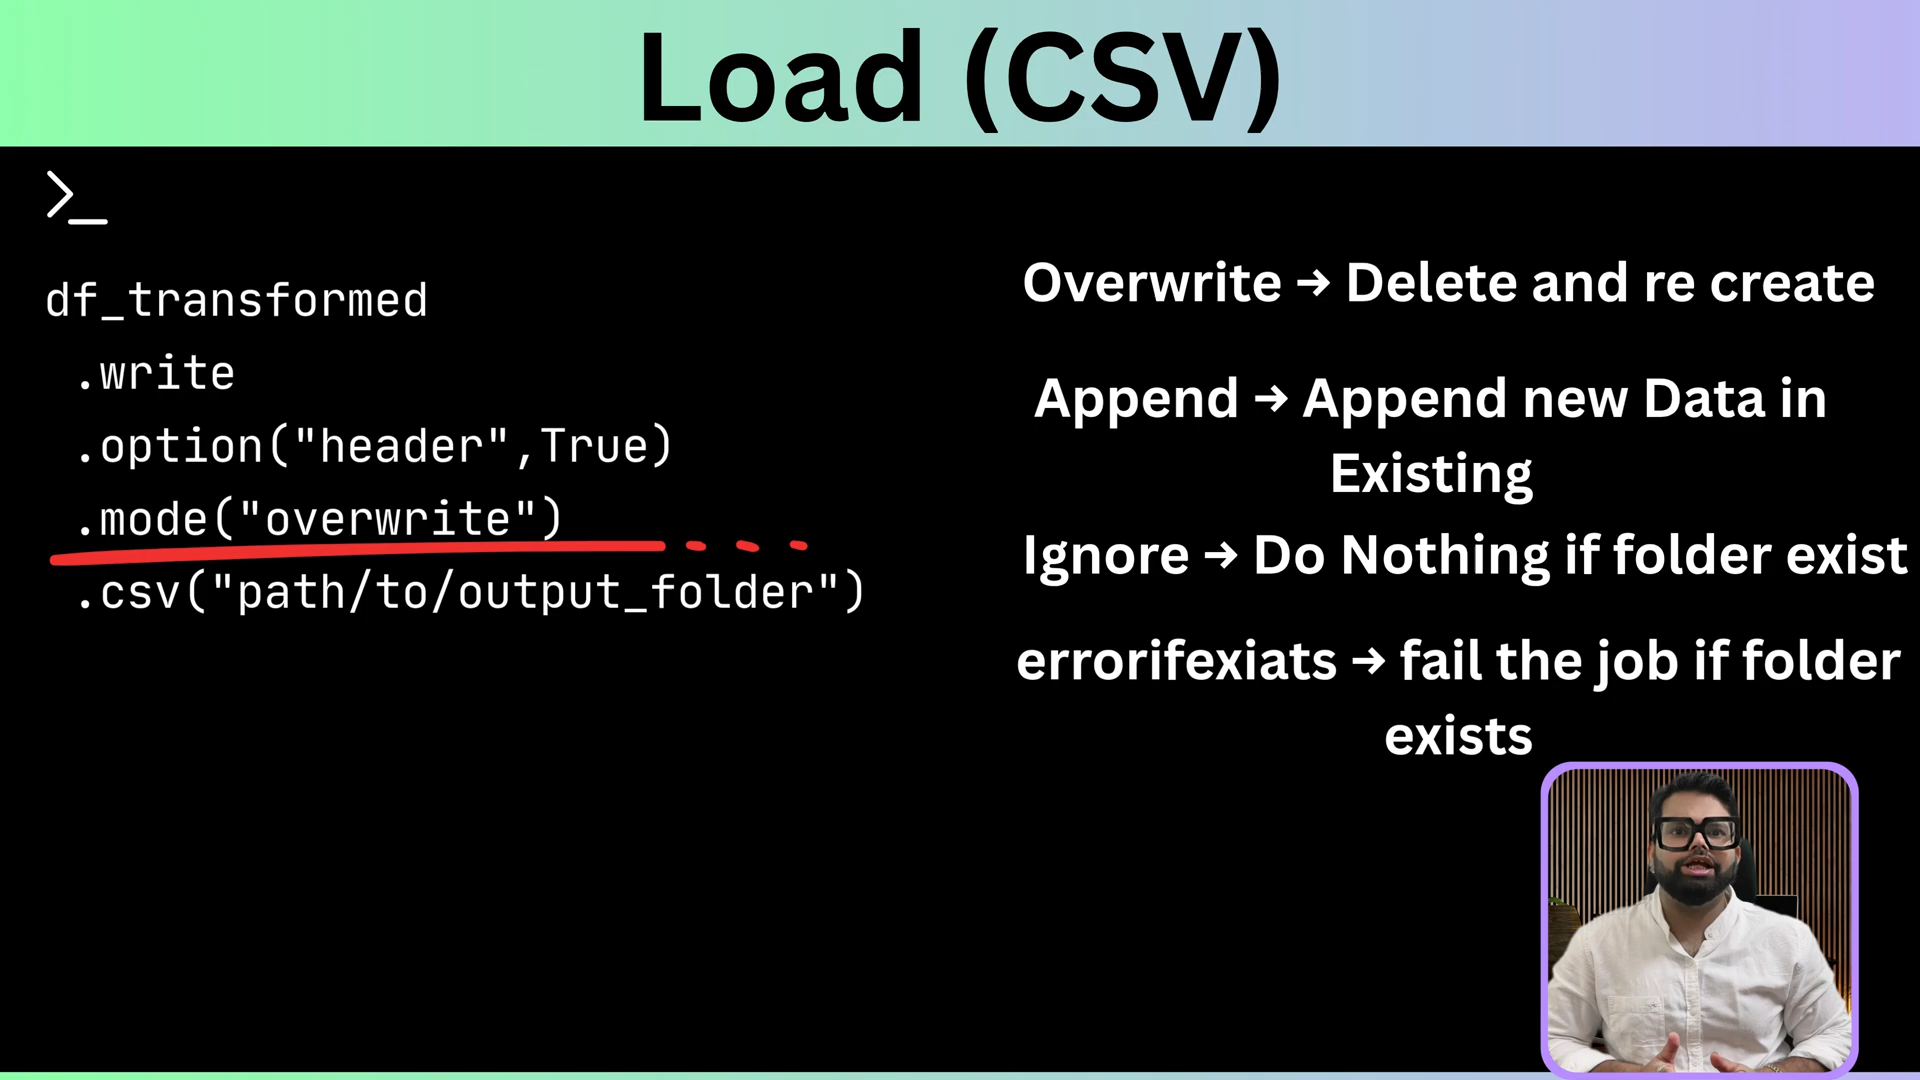 Load (CSV)
>_
df_transformed
.write
.option("header",True)
.mode("overwrite")
.csv("path/to/output_folder")
Overwrite → Delete and re create
Append → Append new Data in
Existing
Ignore → Do Nothing if folder exist
errorifexiats → fail the job if folder
exists